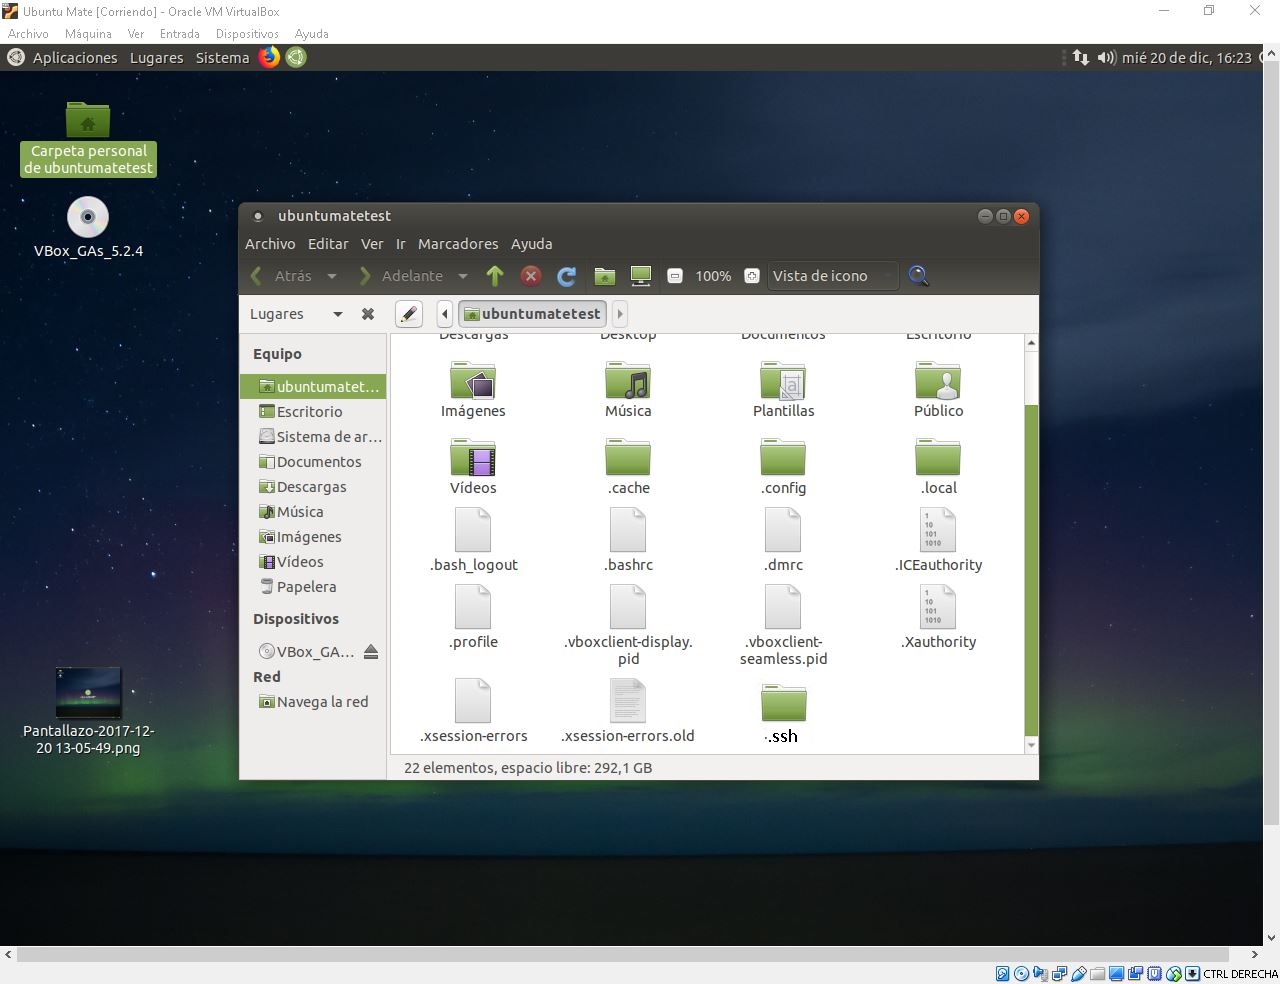 Ubuntu Mate [Corriendo] - Oracle VM VirtualBox
Archivo Máquina Ver Entrada Dispositivos Ayuda
Aplicaciones Lugares Sistema mié 20 de dic, 16:23
Carpeta personal
de ubuntumatetest
VBox_GAs_5.2.4
Pantallazo-2017-12-
20 13-05-49.png
ubuntumatetest
Archivo Editar Ver Ir Marcadores Ayuda
Atrás Adelante 100% Vista de icono
Lugares ubuntumatetest
Equipo
ubuntumatet...
Escritorio
Sistema de ar...
Documentos
Descargas
Música
Imágenes
Vídeos
Papelera
Dispositivos
VBox_GA...
Red
Navega la red
Descargas Desktop Documentos Escritorio
Imágenes Música Plantillas Público
Vídeos .cache .config .local
.bash_logout .bashrc .dmrc .ICEauthority
.profile .vboxclient-display. .vboxclient- .Xauthority
pid seamless.pid
.xsession-errors .xsession-errors.old .ssh
22 elementos, espacio libre: 292,1 GB
CTRL DERECHA